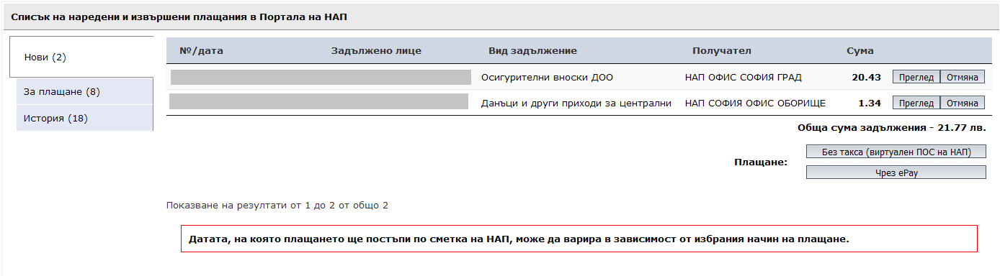 Списък на наредени и извършени плащания в Портала на НАП
Нови (2)
За плащане (8)
История (18)
№/дата Задължено лице Вид задължение Получател Сума
Осигурителни вноски ДОО НАП ОФИС СОФИЯ ГРАД 20.43 Преглед Отмяна
Данъци и други приходи за централни НАП СОФИЯ ОФИС ОБОРИЩЕ 1.34 Преглед Отмяна
Обща сума задължения - 21.77 лв.
Плащане: Без такса (виртуален ПОС на НАП)
Чрез ePay
Показване на резултати от 1 до 2 от общо 2
Датата, на която плащането ще постъпи по сметка на НАП, може да варира в зависимост от избрания начин на плащане.